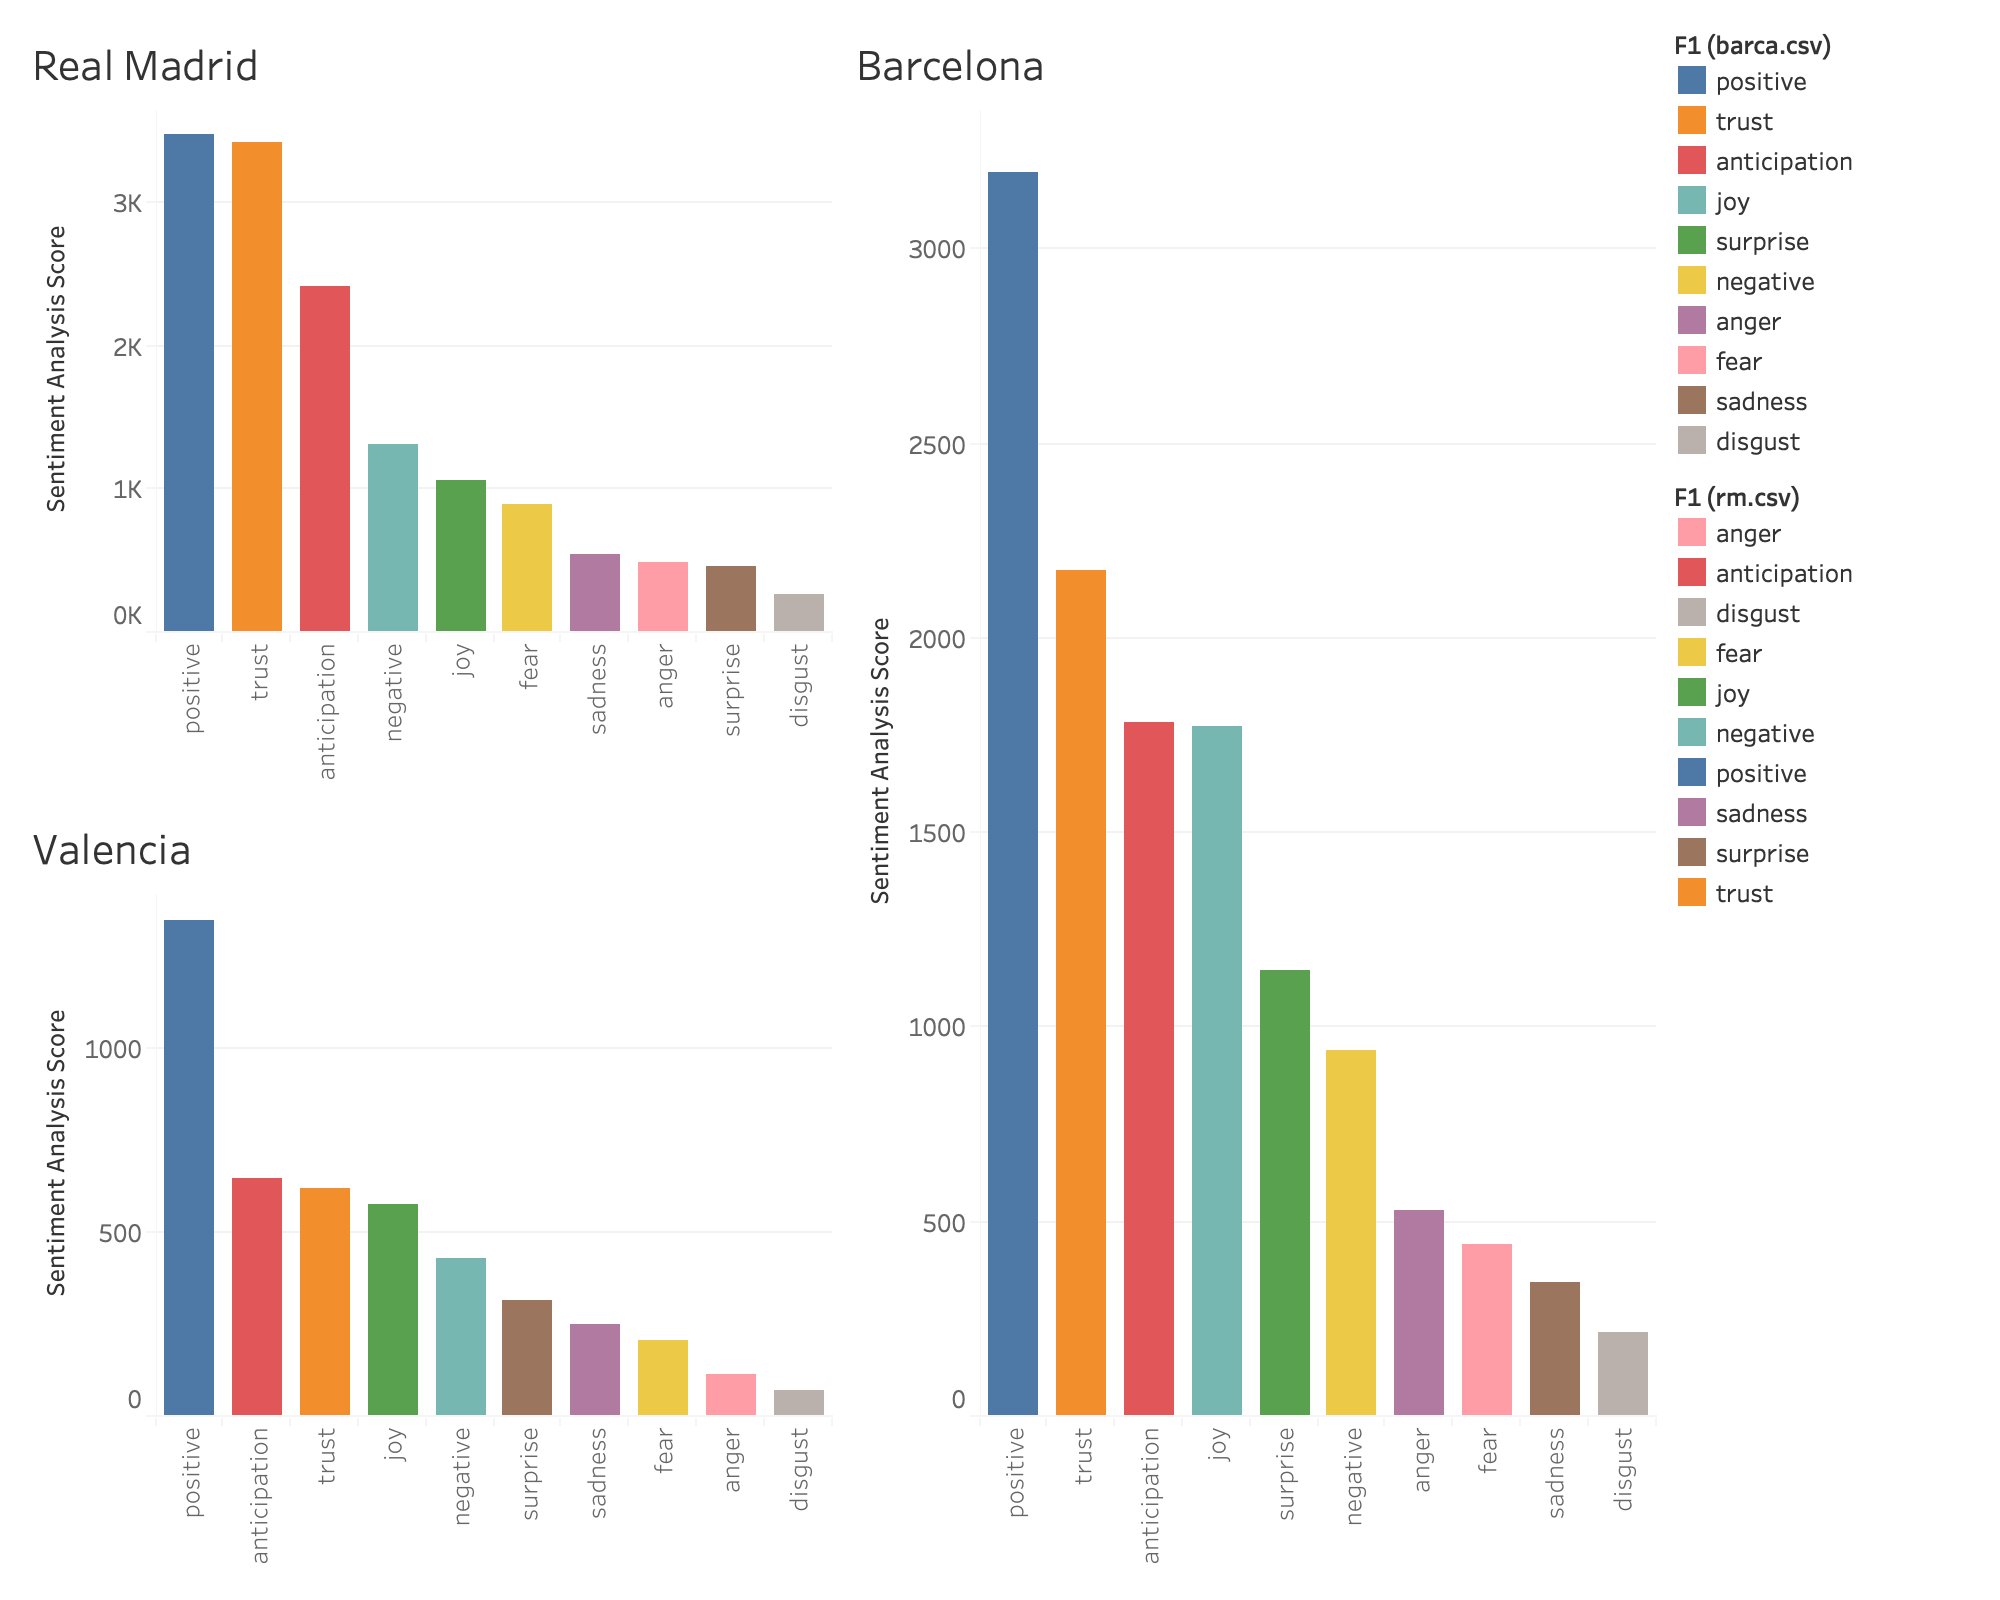 Real Madrid
Sentiment Analysis Score
3K
2K
1K
0K
positive
trust
anticipation
negative
joy
fear
sadness
anger
surprise
disgust
Valencia
Sentiment Analysis Score
1000
500
0
positive
anticipation
trust
joy
negative
surprise
sadness
fear
anger
disgust
Barcelona
Sentiment Analysis Score
3000
2500
2000
1500
1000
500
0
positive
trust
anticipation
joy
surprise
negative
anger
fear
sadness
disgust
F1 (barca.csv)
positive
trust
anticipation
joy
surprise
negative
anger
fear
sadness
disgust
F1 (rm.csv)
anger
anticipation
disgust
fear
joy
negative
positive
sadness
surprise
trust